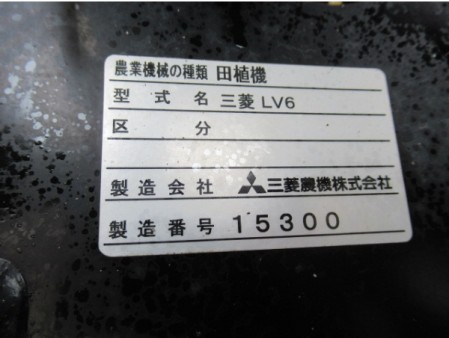 農業機械の種類 田植機
型式名 三菱 LV6
区分
製造会社 三菱農機株式会社
製造番号 15300